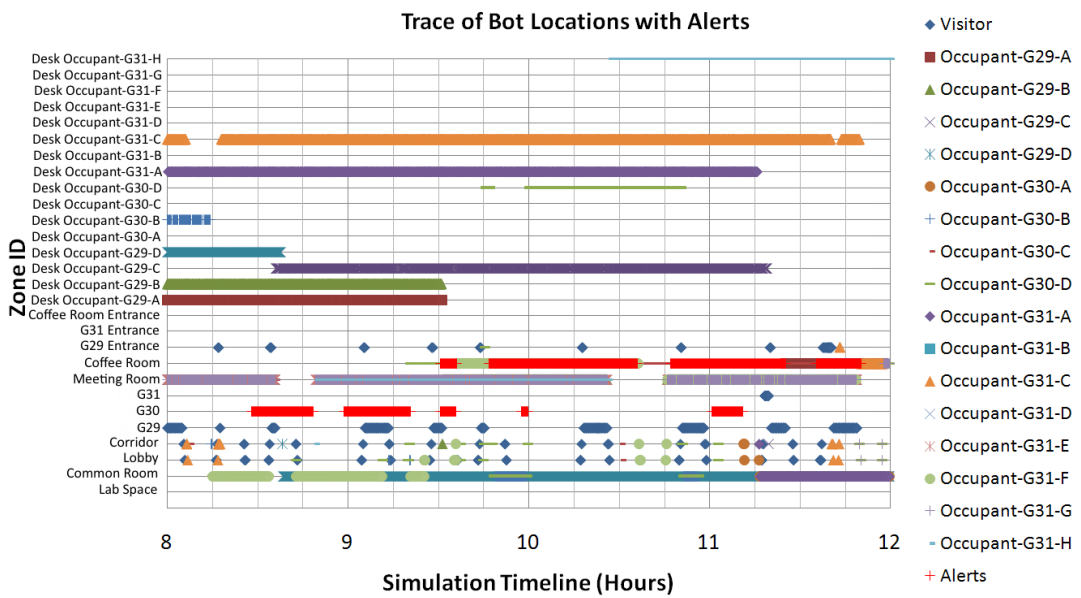 Trace of Bot Locations with Alerts
Zone ID
Desk Occupant-G31-H
Desk Occupant-G31-G
Desk Occupant-G31-F
Desk Occupant-G31-E
Desk Occupant-G31-D
Desk Occupant-G31-C
Desk Occupant-G31-B
Desk Occupant-G31-A
Desk Occupant-G30-D
Desk Occupant-G30-C
Desk Occupant-G30-B
Desk Occupant-G30-A
Desk Occupant-G29-D
Desk Occupant-G29-C
Desk Occupant-G29-B
Desk Occupant-G29-A
Coffee Room Entrance
G31 Entrance
G29 Entrance
Coffee Room
Meeting Room
G31
G30
G29
Corridor
Lobby
Common Room
Lab Space
8 9 10 11 12
Simulation Timeline (Hours)
Visitor
Occupant-G29-A
Occupant-G29-B
Occupant-G29-C
Occupant-G29-D
Occupant-G30-A
Occupant-G30-B
Occupant-G30-C
Occupant-G30-D
Occupant-G31-A
Occupant-G31-B
Occupant-G31-C
Occupant-G31-D
Occupant-G31-E
Occupant-G31-F
Occupant-G31-G
Occupant-G31-H
Alerts